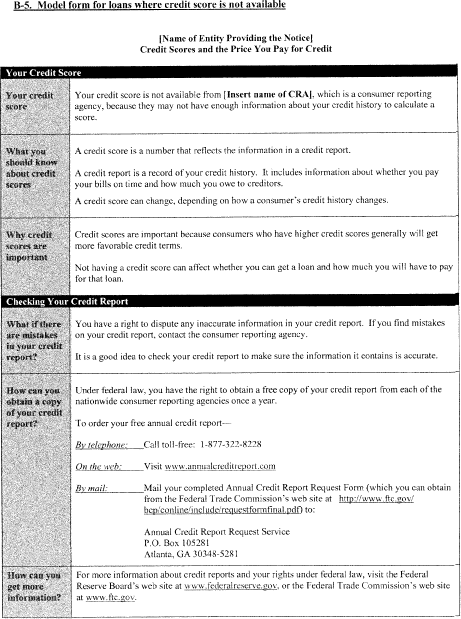 B-5. Model form for loans where credit score is not available
[Name of Entity Providing the Notice]
Credit Scores and the Price You Pay for Credit
Your Credit Score
Your credit
score
Your credit score is not available from [Insert name of CRA], which is a consumer reporting
agency, because they may not have enough information about your credit history to calculate a
score.
What you
should know
about credit
scores
A credit score is a number that reflects the information in a credit report.
A credit report is a record of your credit history. It includes information about whether you pay
your bills on time and how much you owe to creditors.
A credit score can change, depending on how a consumer's credit history changes.
Why credit
scores are
important
Credit scores are important because consumers who have higher credit scores generally will get
more favorable credit terms.
Not having a credit score can affect whether you can get a loan and how much you will have to pay
for that loan.
Checking Your Credit Report
What if there
are mistakes
in your credit
report?
You have a right to dispute any inaccurate information in your credit report. If you find mistakes
on your credit report, contact the consumer reporting agency.
It is a good idea to check your credit report to make sure the information it contains is accurate.
How can you
obtain a copy
of your credit
report?
Under federal law, you have the right to obtain a free copy of your credit report from each of the
nationwide consumer reporting agencies once a year.
To order your free annual credit report—
By telephone: Call toll-free: 1-877-322-8228
On the web: Visit www.annualcreditreport.com
By mail: Mail your completed Annual Credit Report Request Form (which you can obtain
from the Federal Trade Commission's web site at http://www.ftc.gov/
bcp/conline/include/requestformfinal.pdf) to:
Annual Credit Report Request Service
P.O. Box 105281
Atlanta, GA 30348-5281
How can you
get more
information?
For more information about credit reports and your rights under federal law, visit the Federal
Reserve Board's web site at www.federalreserve.gov, or the Federal Trade Commission's web site
at www.ftc.gov.